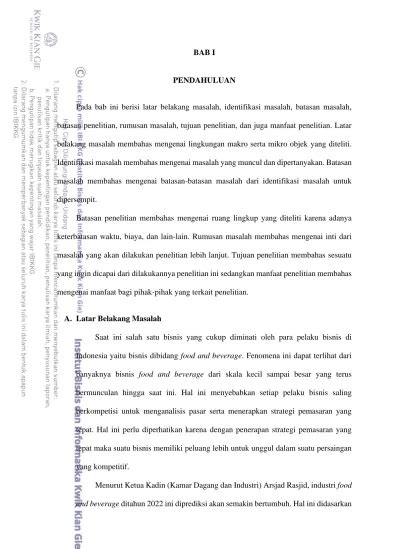 BAB I
PENDAHULUAN
Pada bab ini berisi latar belakang masalah, identifikasi masalah, batasan masalah,
batasan penelitian, rumusan masalah, tujuan penelitian, dan juga manfaat penelitian. Latar
belakang masalah membahas mengenai lingkungan makro serta mikro objek yang diteliti.
Identifikasi masalah membahas mengenai masalah yang muncul dan dipertanyakan. Batasan
masalah membahas mengenai batasan-batasan masalah dari identifikasi masalah untuk
dipersempit.
Batasan penelitian membahas mengenai ruang lingkup yang diteliti karena adanya
keterbatasan waktu, biaya, dan lain-lain. Rumusan masalah membahas mengenai inti dari
masalah yang akan dilakukan penelitian lebih lanjut. Tujuan penelitian membahas sesuatu
yang ingin dicapai dari dilakukannya penelitian ini sedangkan manfaat penelitian membahas
mengenai manfaat bagi pihak-pihak yang terkait penelitian.
A. Latar Belakang Masalah
Saat ini salah satu bisnis yang cukup diminati oleh para pelaku bisnis di
Indonesia yaitu bisnis dibidang food and beverage. Fenomena ini dapat terlihat dari
banyaknya bisnis food and beverage dari skala kecil sampai besar yang terus
bermunculan hingga saat ini. Hal ini menyebabkan setiap pelaku bisnis saling
berkompetisi untuk menganalisis pasar serta menerapkan strategi pemasaran yang
tepat. Hal ini perlu diperhatikan karena dengan penerapan strategi pemasaran yang
tepat maka suatu bisnis memiliki peluang lebih untuk unggul dalam suatu persaingan
yang kompetitif.
Menurut Ketua Kadin (Kamar Dagang dan Industri) Arsjad Rasjid, industri food
and beverage ditahun 2022 ini diprediksi akan semakin bertumbuh. Hal ini didasarkan
KWIK KIAN GIE
SCHOOL OF BUSINESS
© Hak cipta milik IBI KKG (Institut Bisnis dan Informatika Kwik Kian Gie)
Hak Cipta Dilindungi Undang-Undang
1. Dilarang mengutip sebagian atau seluruh karya tulis ini tanpa mencantumkan dan menyebutkan sumber:
a. Pengutipan hanya untuk kepentingan pendidikan, penelitian, penulisan karya ilmiah, penyusunan laporan,
penulisan kritik dan tinjauan suatu masalah.
b. Pengutipan tidak merugikan kepentingan yang wajar IBIKKG.
2. Dilarang mengumumkan dan memperbanyak sebagian atau seluruh karya tulis ini dalam bentuk apapun
tanpa izin IBIKKG.
Institut Bisnis dan Informatika Kwik Kian Gie